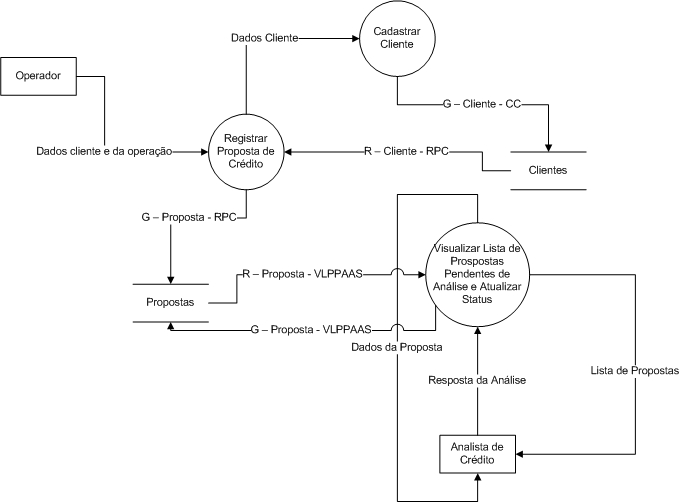 Dados Cliente
Cadastrar
Cliente
Operador
G – Cliente - CC
Registrar
Proposta de
Crédito
Dados cliente e da operação
R – Cliente - RPC
Clientes
G – Proposta - RPC
Visualizar Lista de
Prospostas
Pendentes de
Análise e Atualizar
Status
R – Proposta - VLPPAAS
Propostas
G – Proposta - VLPPAAS
Dados da Proposta
Lista de Propostas
Resposta da Análise
Analista de
Crédito